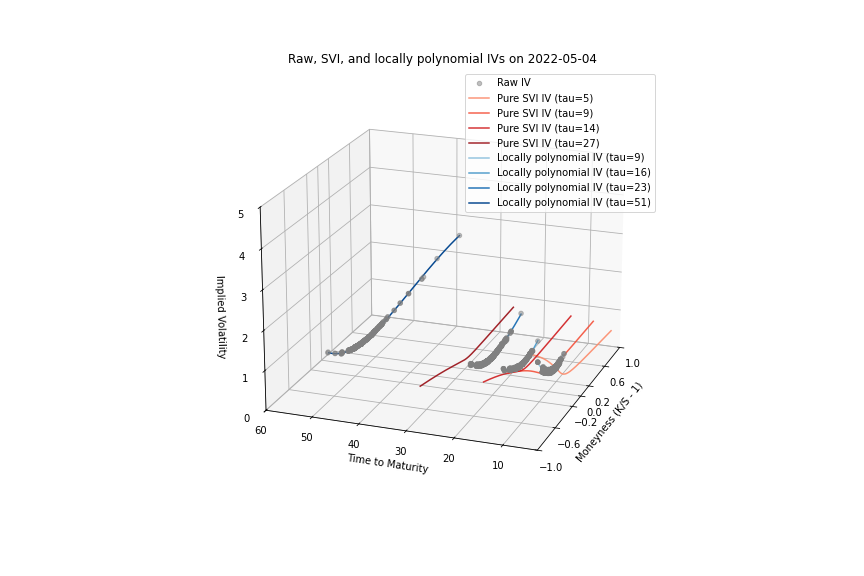 Raw, SVI, and locally polynomial IVs on 2022-05-04
Raw IV
Pure SVI IV (tau=5)
Pure SVI IV (tau=9)
Pure SVI IV (tau=14)
Pure SVI IV (tau=27)
Locally polynomial IV (tau=9)
Locally polynomial IV (tau=16)
Locally polynomial IV (tau=23)
Locally polynomial IV (tau=51)
5
4
3
2
1
0
Implied Volatility
60
50
40
30
20
10
Time to Maturity
1.0
0.6
0.2
0.0
−0.2
−0.6
−1.0
Moneyness (K/S - 1)